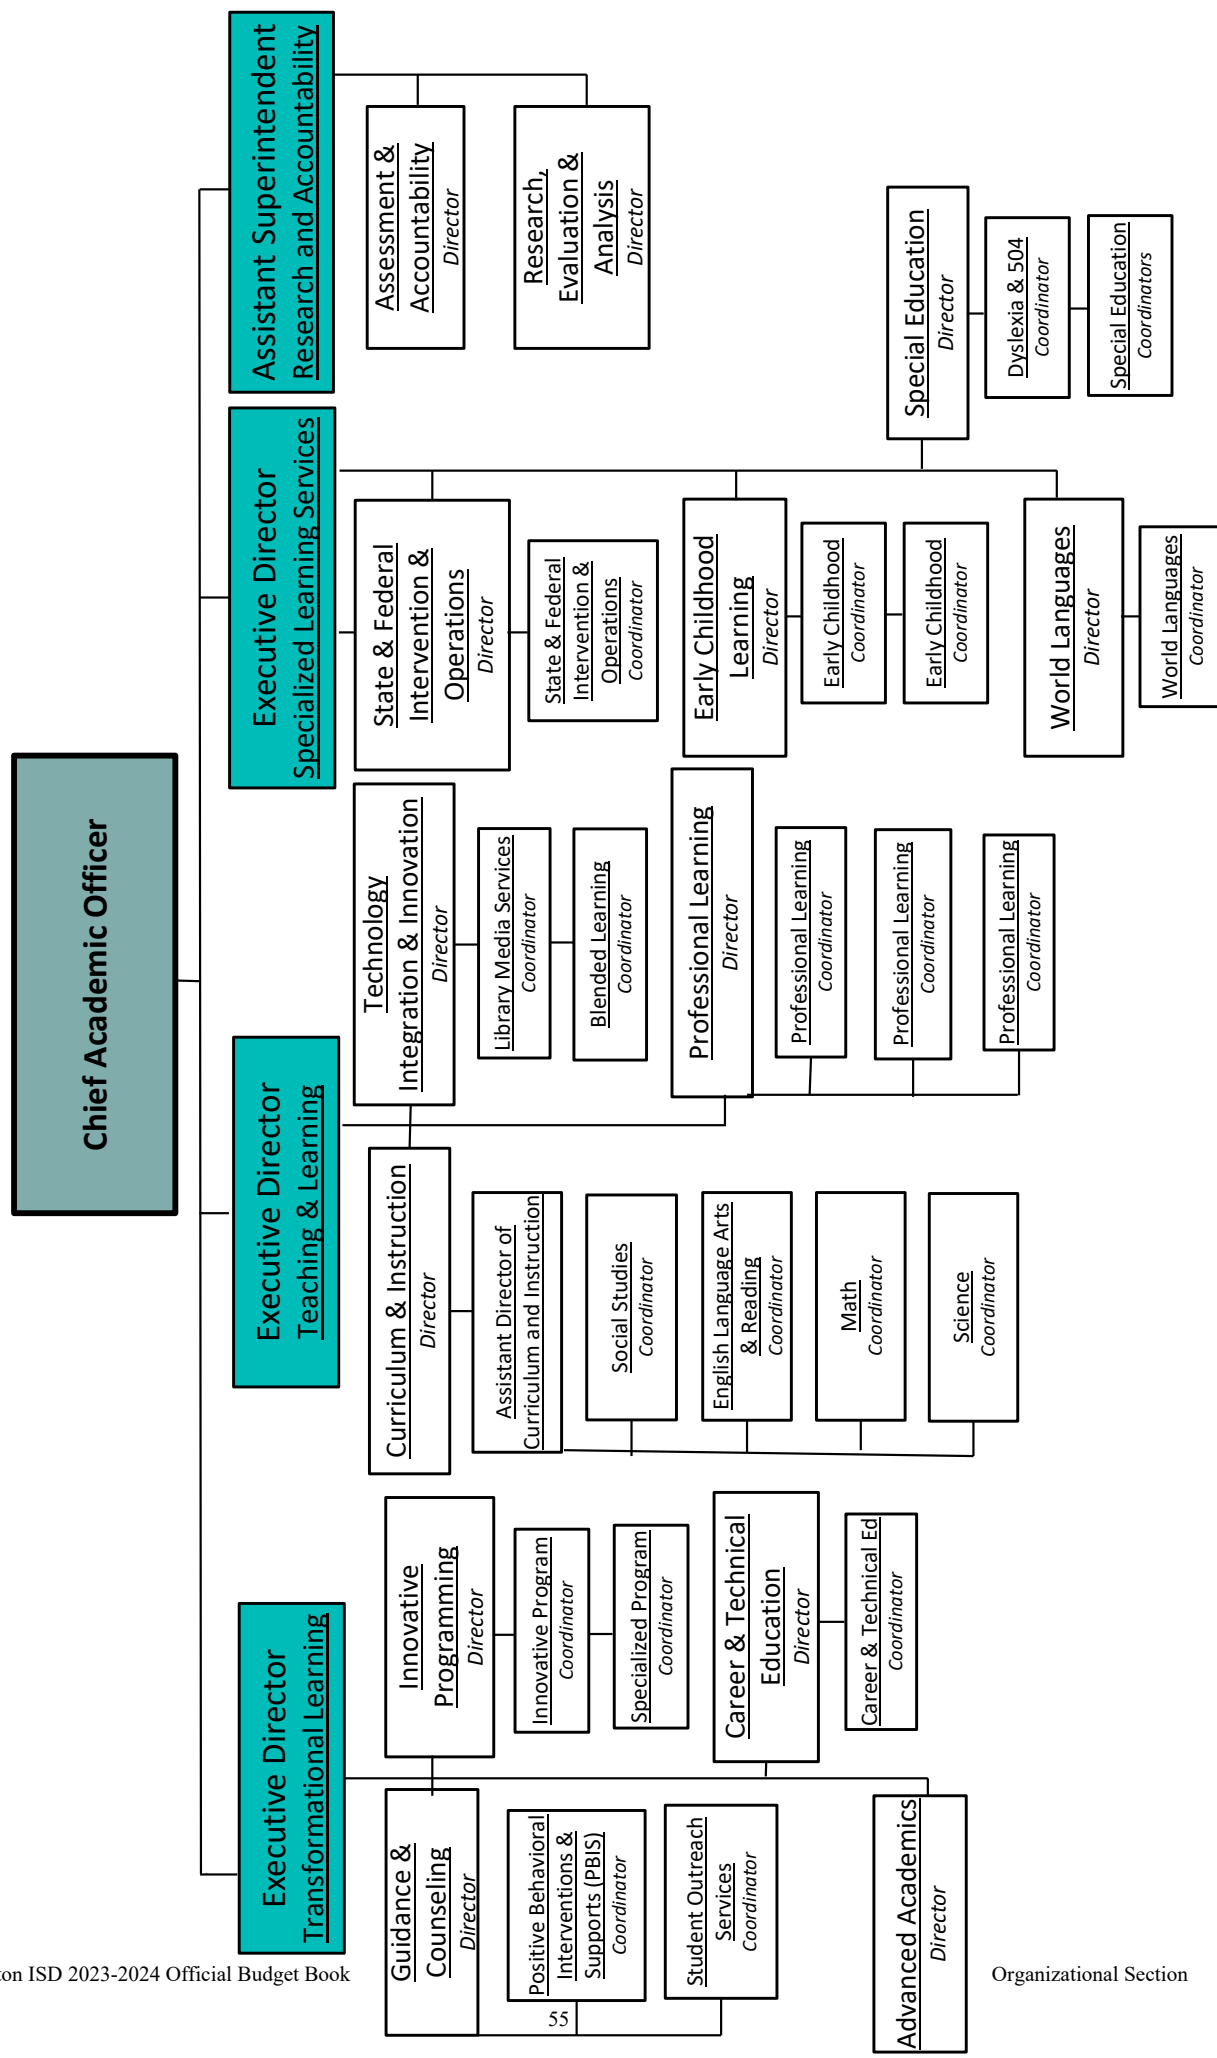 Chief Academic Officer
Executive Director
Transformational Learning
Guidance &
Counseling
Director
Positive Behavioral
Interventions &
Supports (PBIS)
Coordinator
Student Outreach
Services
Coordinator
Innovative
Programming
Director
Innovative Program
Coordinator
Specialized Program
Coordinator
Career & Technical
Education
Director
Career & Technical Ed
Coordinator
Advanced Academics
Director
Executive Director
Teaching & Learning
Curriculum & Instruction
Director
Assistant Director of
Curriculum and Instruction
Social Studies
Coordinator
English Language Arts
& Reading
Coordinator
Math
Coordinator
Science
Coordinator
Technology
Integration & Innovation
Director
Library Media Services
Coordinator
Blended Learning
Coordinator
Professional Learning
Director
Professional Learning
Coordinator
Professional Learning
Coordinator
Professional Learning
Coordinator
Executive Director
Specialized Learning Services
State & Federal
Intervention &
Operations
Director
State & Federal
Intervention &
Operations
Coordinator
Early Childhood
Learning
Director
Early Childhood
Coordinator
Early Childhood
Coordinator
World Languages
Director
World Languages
Coordinator
Special Education
Director
Dyslexia & 504
Coordinator
Special Education
Coordinators
Assistant Superintendent
Research and Accountability
Assessment &
Accountability
Director
Research,
Evaluation &
Analysis
Director
ton ISD 2023-2024 Official Budget Book
55
Organizational Section